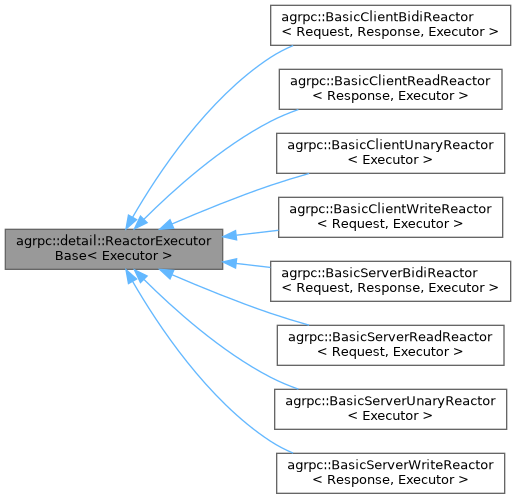 agrpc::BasicClientBidiReactor
< Request, Response, Executor >
agrpc::BasicClientReadReactor
< Response, Executor >
agrpc::BasicClientUnaryReactor
< Executor >
agrpc::BasicClientWriteReactor
< Request, Executor >
agrpc::detail::ReactorExecutor
Base< Executor >
agrpc::BasicServerBidiReactor
< Request, Response, Executor >
agrpc::BasicServerReadReactor
< Request, Executor >
agrpc::BasicServerUnaryReactor
< Executor >
agrpc::BasicServerWriteReactor
< Response, Executor >